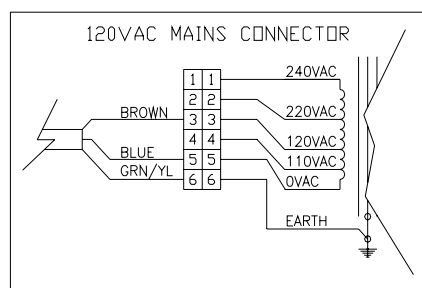 120VAC MAINS CONNECTOR
240VAC
1 1
2 2
220VAC
BROWN
3 3
120VAC
4 4
110VAC
BLUE
5 5
0VAC
GRN/YL
6 6
EARTH